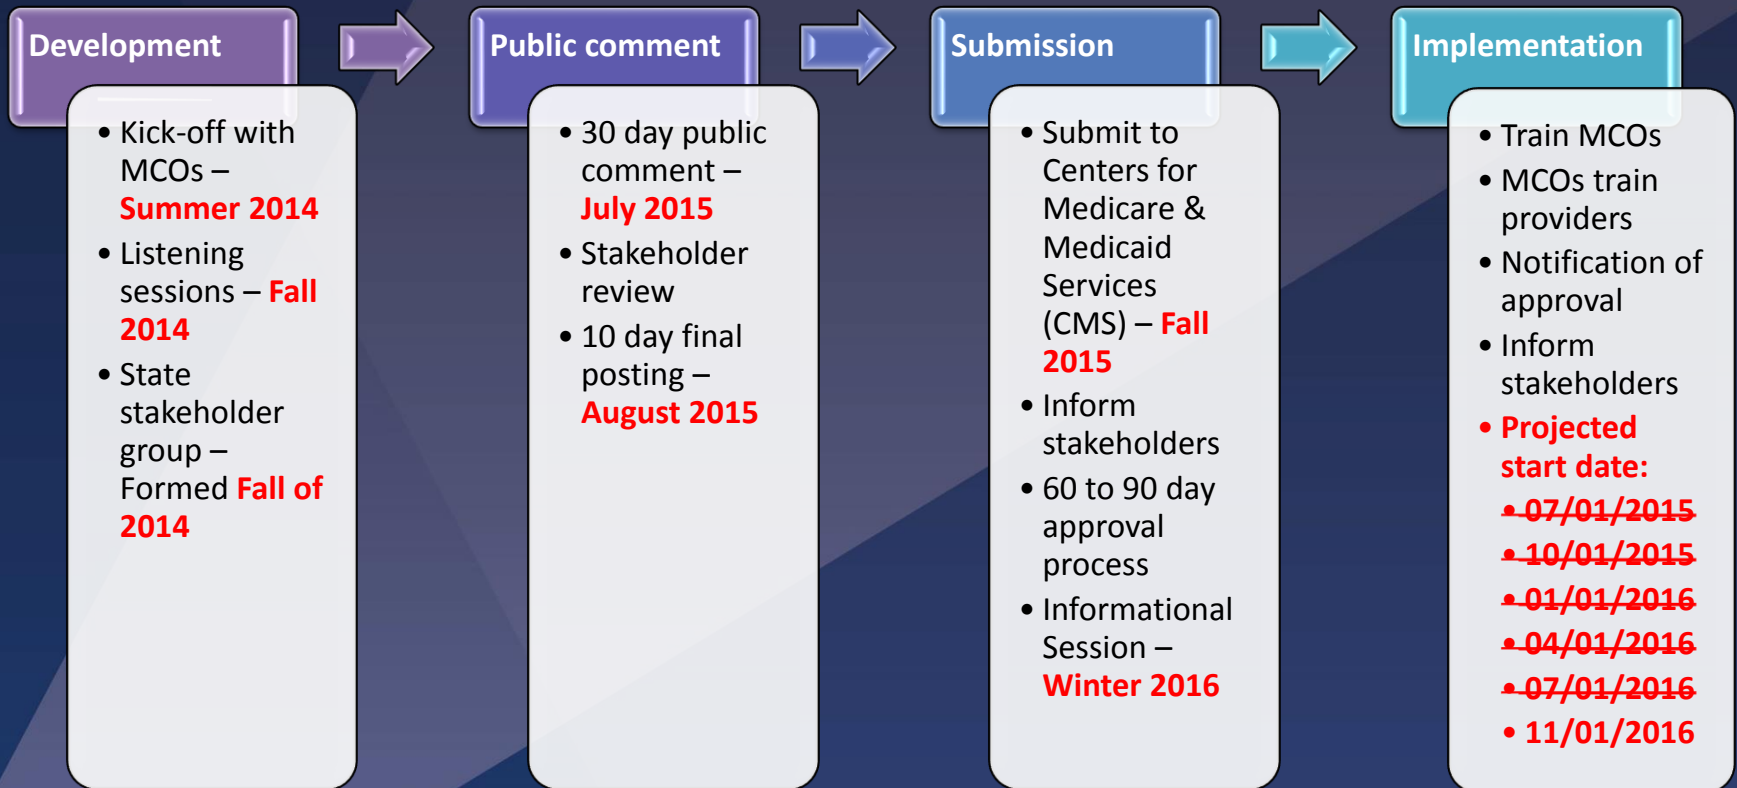 Development
• Kick-off with
MCOs –
Summer 2014
• Listening
sessions – Fall
2014
• State
stakeholder
group –
Formed Fall of
2014
Public comment
• 30 day public
comment –
July 2015
• Stakeholder
review
• 10 day final
posting –
August 2015
Submission
• Submit to
Centers for
Medicare &
Medicaid
Services
(CMS) – Fall
2015
• Inform
stakeholders
• 60 to 90 day
approval
process
• Informational
Session –
Winter 2016
Implementation
• Train MCOs
• MCOs train
providers
• Notification of
approval
• Inform
stakeholders
• Projected
start date:
• 07/01/2015
• 10/01/2015
• 01/01/2016
• 04/01/2016
• 07/01/2016
• 11/01/2016